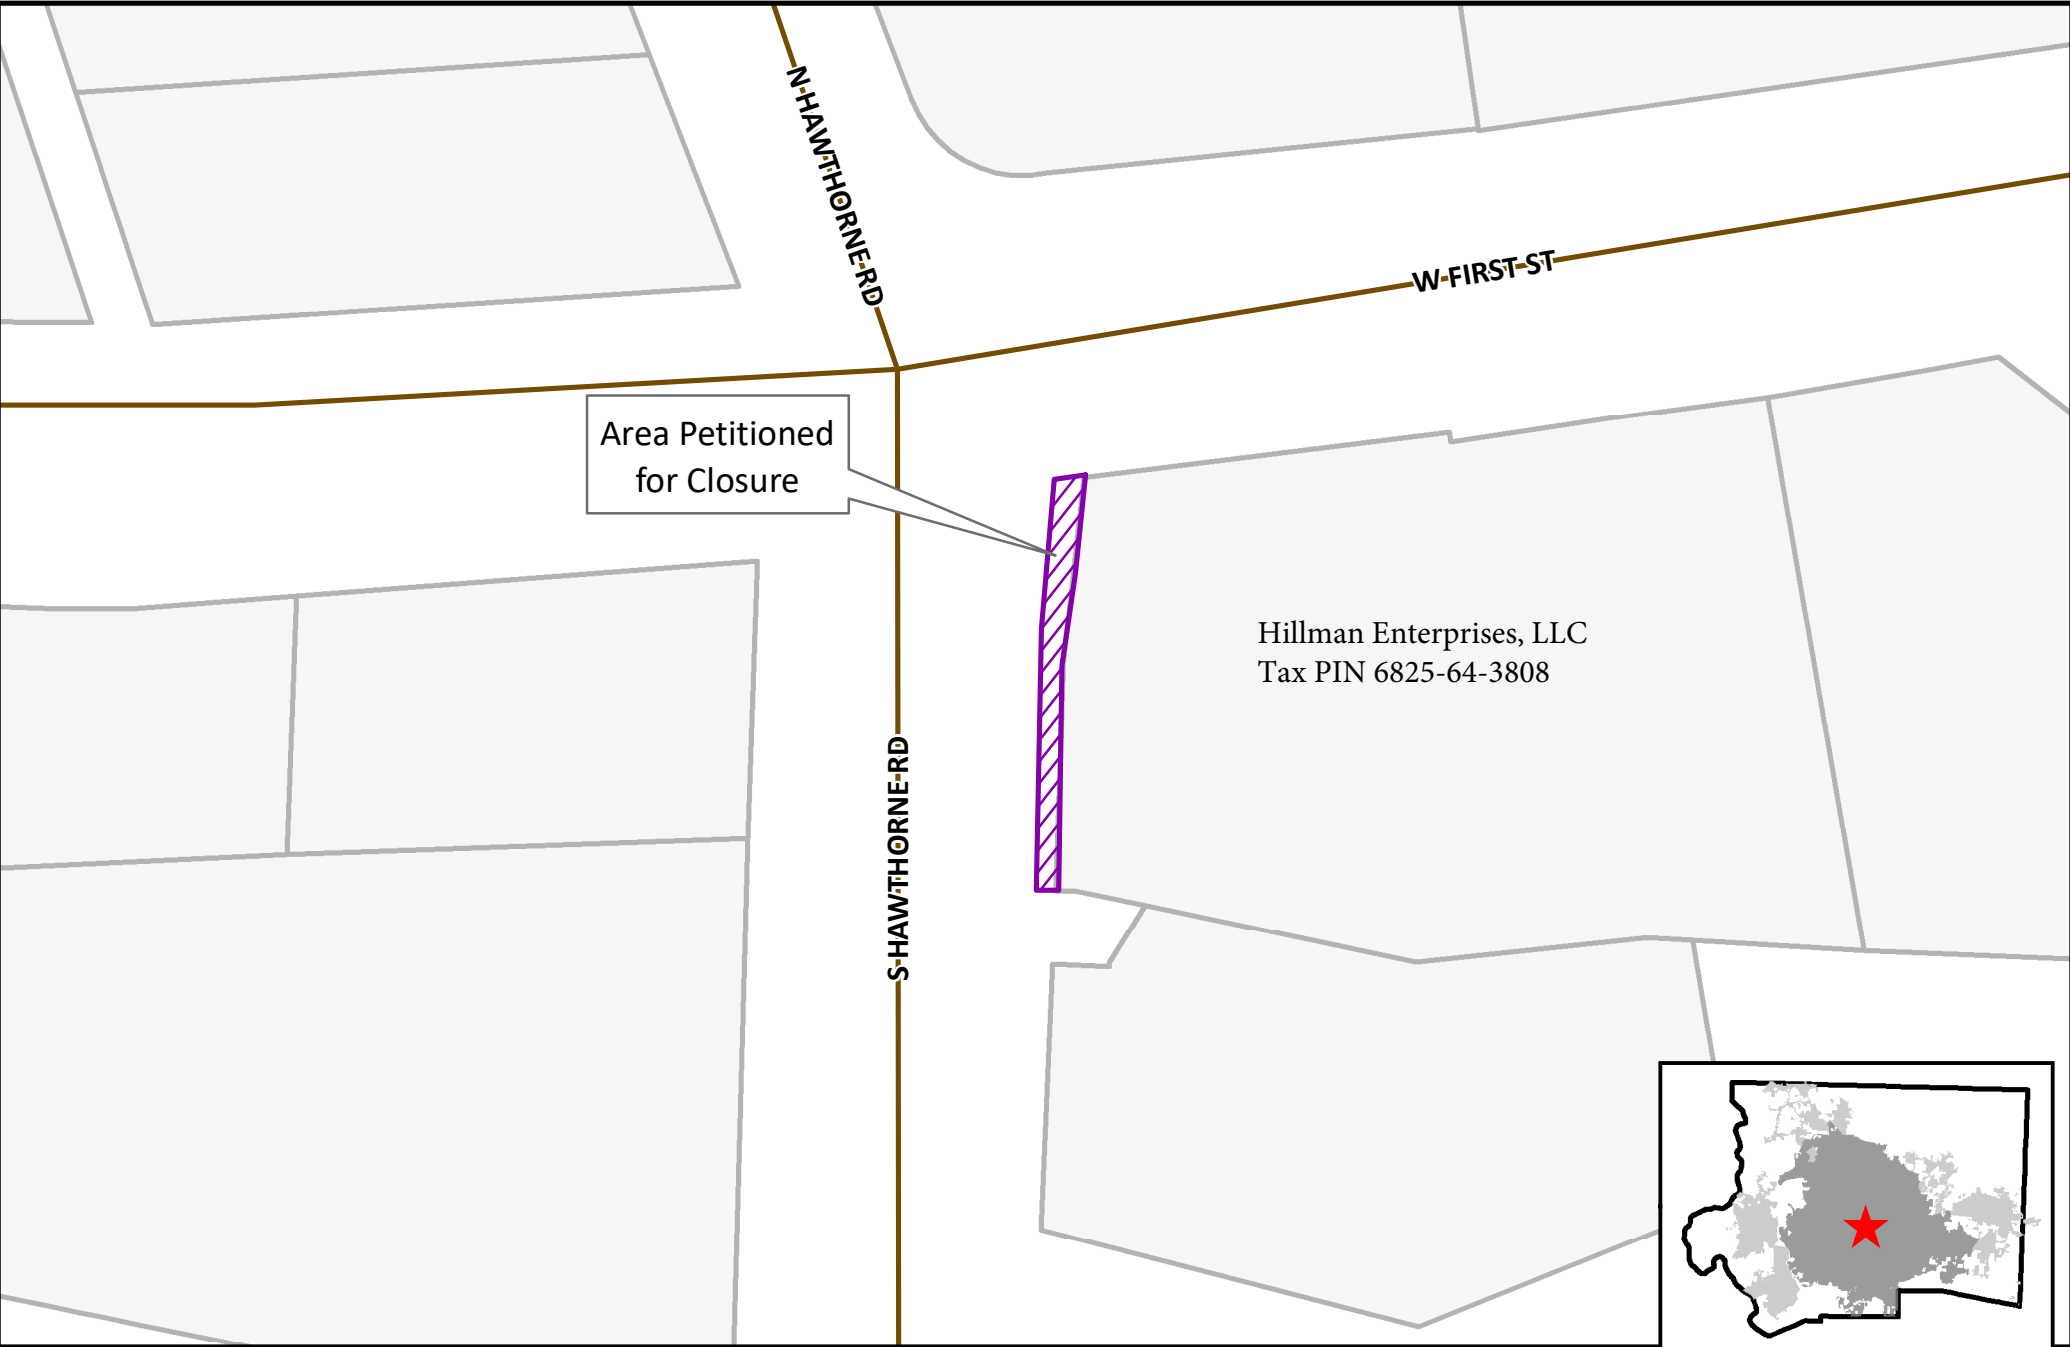 N HAWTHORNE RD
W FIRST ST
Area Petitioned
for Closure
Hillman Enterprises, LLC
Tax PIN 6825-64-3808
S HAWTHORNE RD